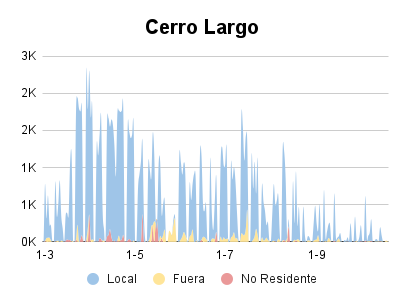 Cerro Largo
3K
2K
2K
1K
1K
0K
1-3 1-5 1-7 1-9
Local Fuera No Residente